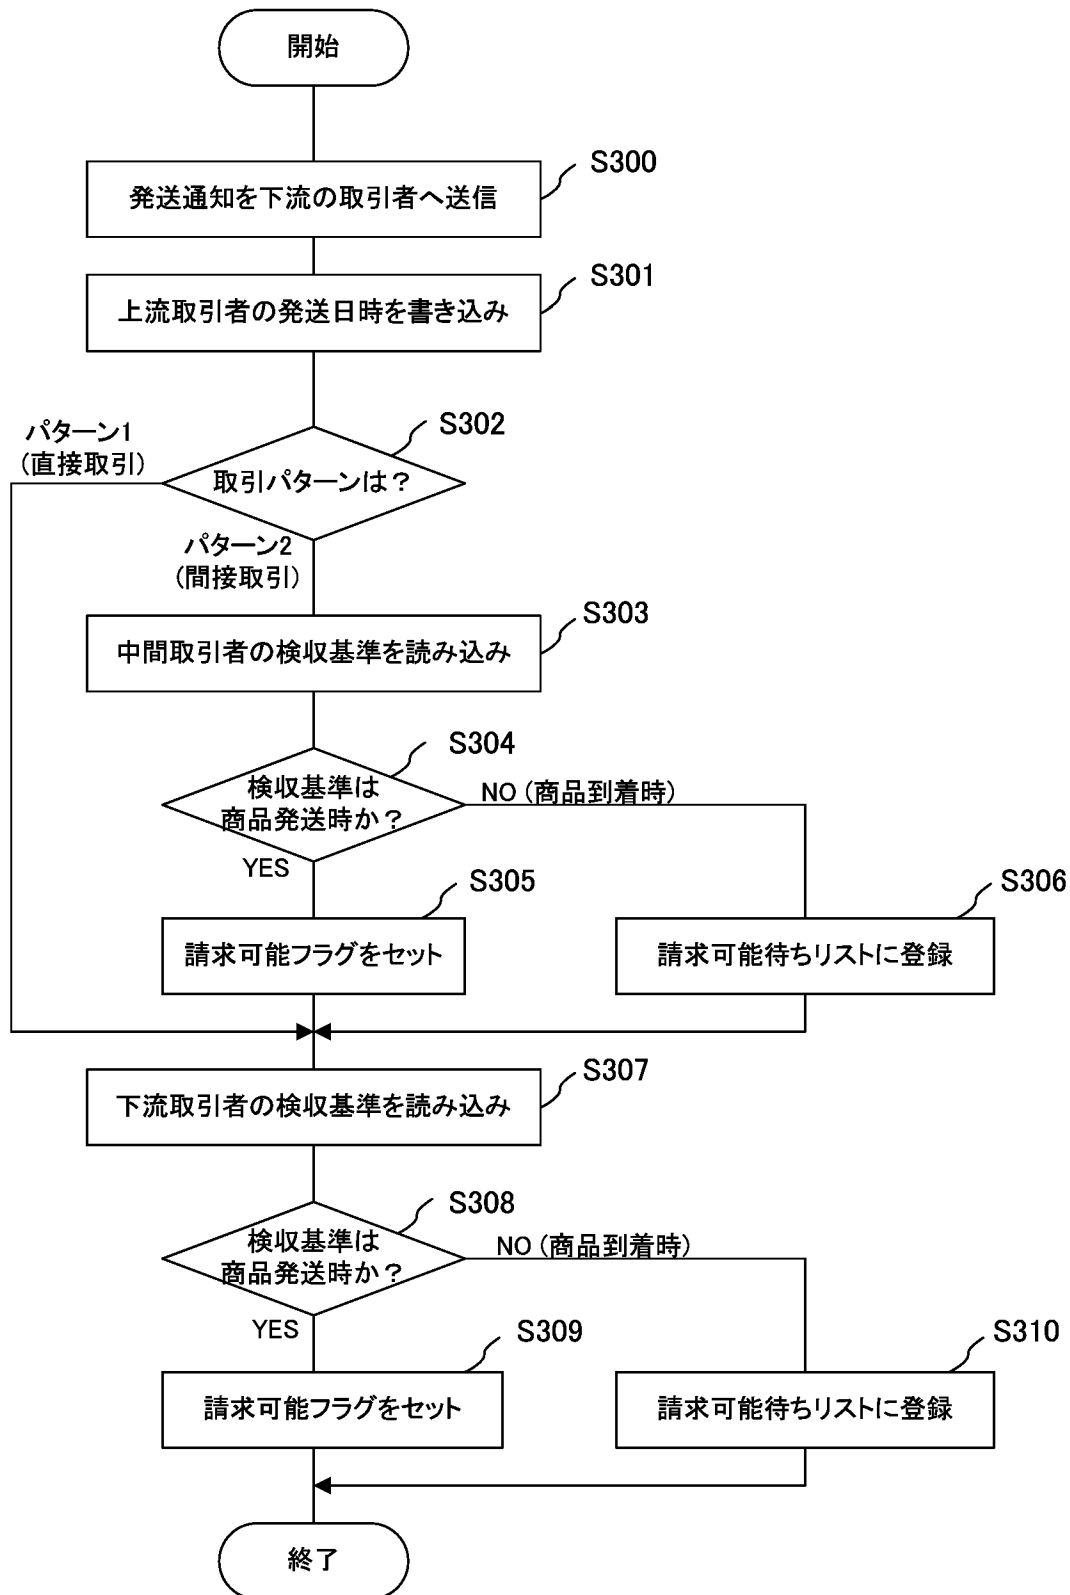 開始
S300
発送通知を下流の取引者へ送信
S301
上流取引者の発送日時を書き込み
S302
パターン1
(直接取引)
取引パターンは？
パターン2
(間接取引)
S303
中間取引者の検収基準を読み込み
S304
検収基準は
商品発送時か？
NO (商品到着時)
YES
S305
請求可能フラグをセット
S306
請求可能待ちリストに登録
S307
下流取引者の検収基準を読み込み
S308
検収基準は
商品発送時か？
NO (商品到着時)
YES
S309
請求可能フラグをセット
S310
請求可能待ちリストに登録
終了